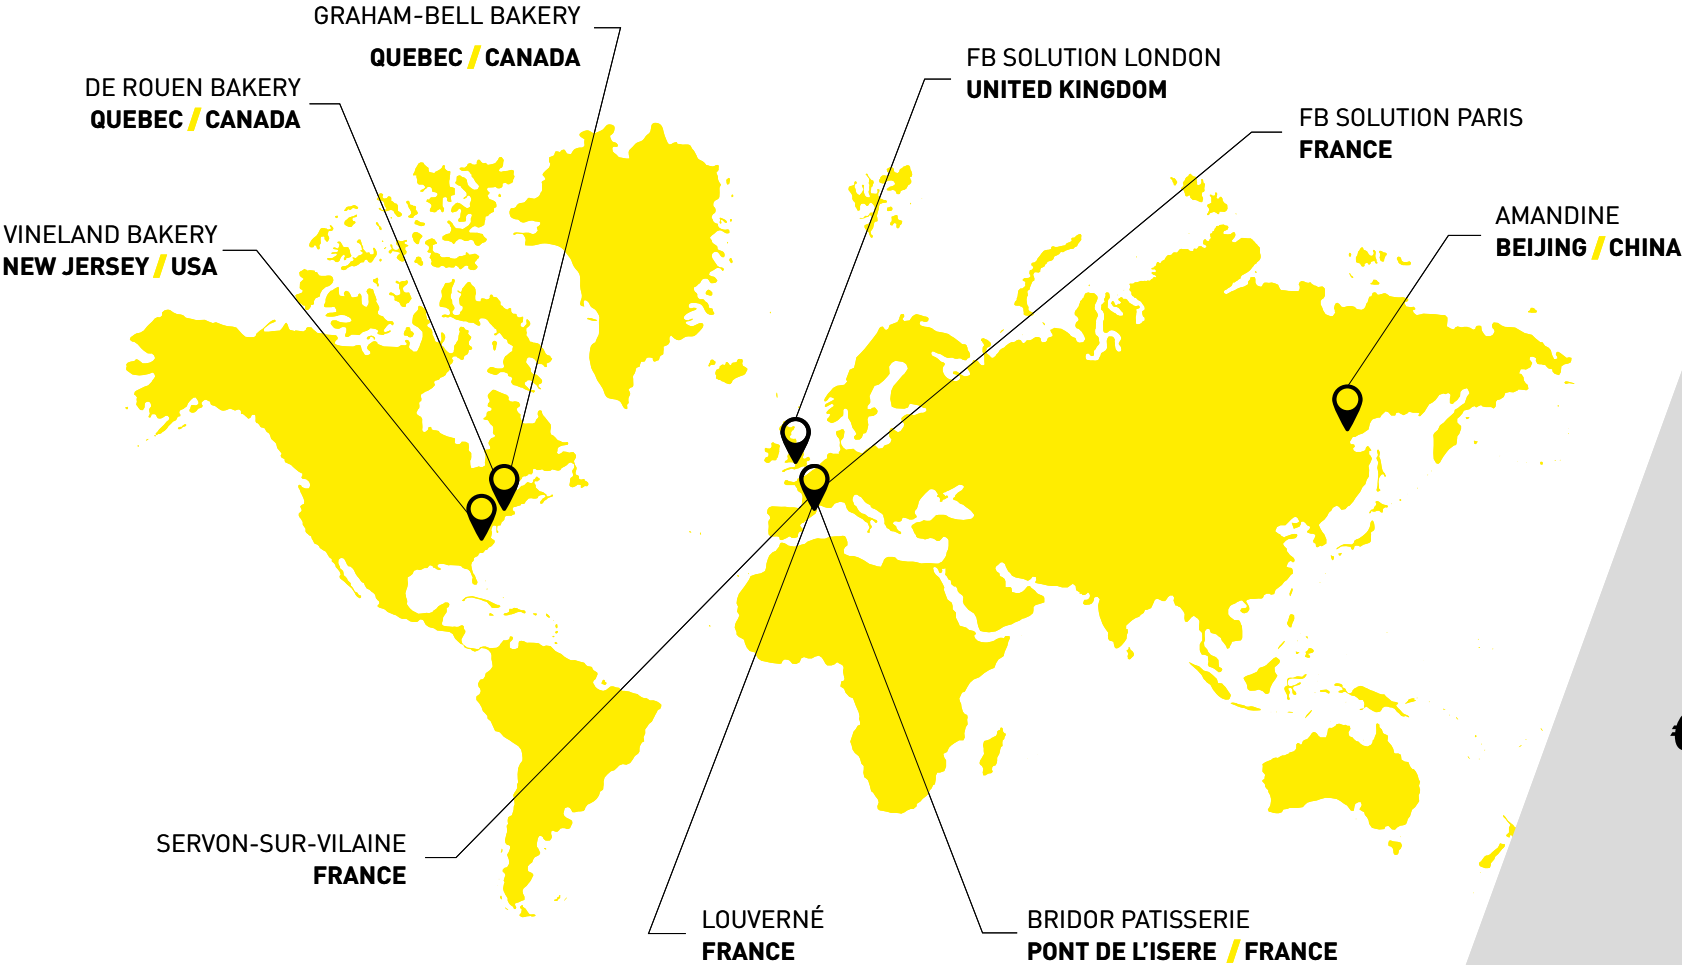 GRAHAM-BELL BAKERY
QUEBEC / CANADA
DE ROUEN BAKERY
QUEBEC / CANADA
VINELAND BAKERY
NEW JERSEY / USA
FB SOLUTION LONDON
UNITED KINGDOM
FB SOLUTION PARIS
FRANCE
AMANDINE
BEIJING / CHINA
SERVON-SUR-VILAINE
FRANCE
LOUVERNÉ
FRANCE
BRIDOR PATISSERIE
PONT DE L'ISERE / FRANCE